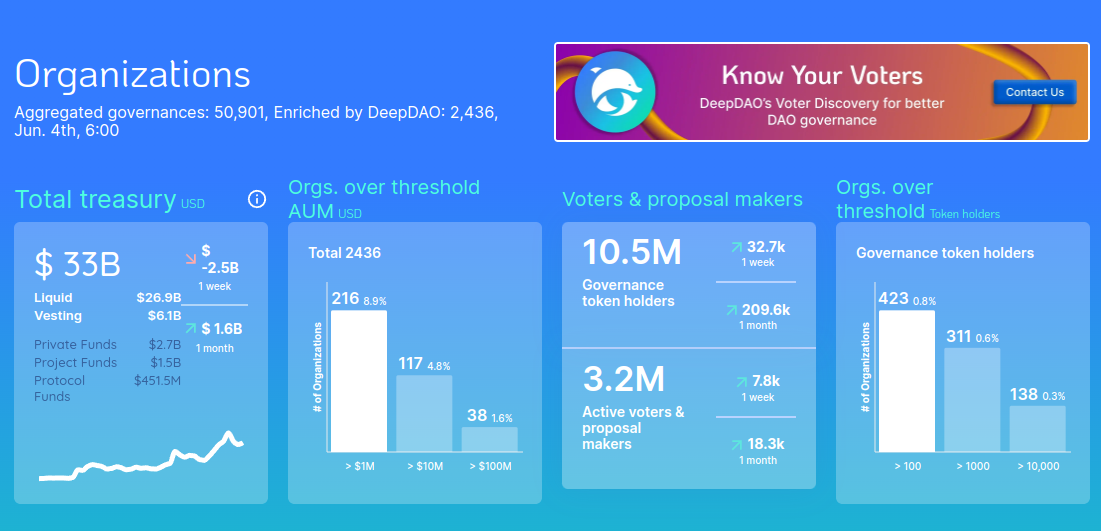 Organizations
Aggregated governances: 50,901, Enriched by DeepDAO: 2,436,
Jun. 4th, 6:00
Know Your Voters
DeepDAO's Voter Discovery for better
DAO governance
Contact Us
Total treasury USD
$ 33B
$
-2.5B
1 week
Liquid $26.9B
Vesting $6.1B
$ 1.6B
1 month
Private Funds $2.7B
Project Funds $1.5B
Protocol $451.5M
Funds
Orgs. over threshold
AUM USD
Total 2436
# of Organizations
216 8.9%
117 4.8%
38 1.6%
> $1M > $10M > $100M
Voters & proposal makers
10.5M
Governance
token holders
32.7k
1 week
209.6k
1 month
3.2M
Active voters &
proposal
makers
7.8k
1 week
18.3k
1 month
Orgs. over
threshold Token holders
Governance token holders
# of Organizations
423 0.8%
311 0.6%
138 0.3%
> 100 > 1000 > 10,000